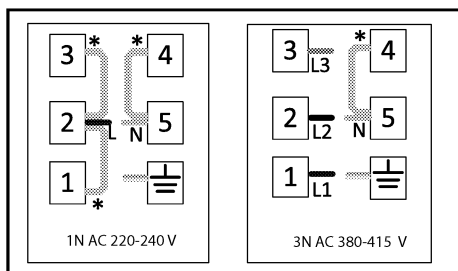 3 * * 4
2 L N 5
1 *
1N AC 220-240 V
3 L3 * 4
2 L2 N 5
1 L1
3N AC 380-415 V